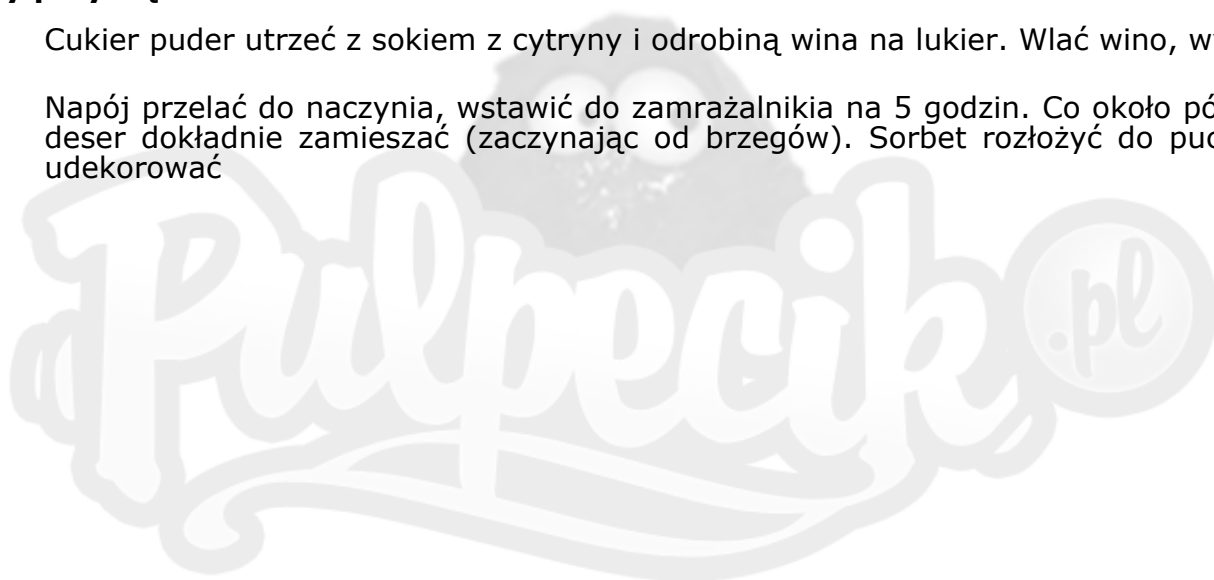 Cukier puder utrzeć z sokiem z cytryny i odrobiną wina na lukier. Wlać wino,
Napój przelać do naczynia, wstawić do zamrażalnikia na 5 godzin. Co około
deser dokładnie zamieszać (zaczynając od brzegów). Sorbet rozłożyć do
udekorować
Pulpecik.pl